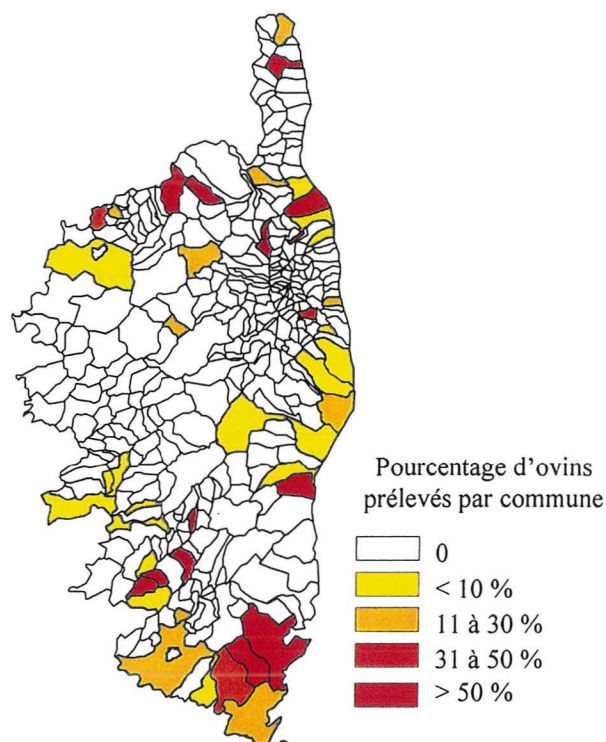 Pourcentage d'ovins
prélevés par commune
0
< 10 %
11 à 30 %
31 à 50 %
> 50 %